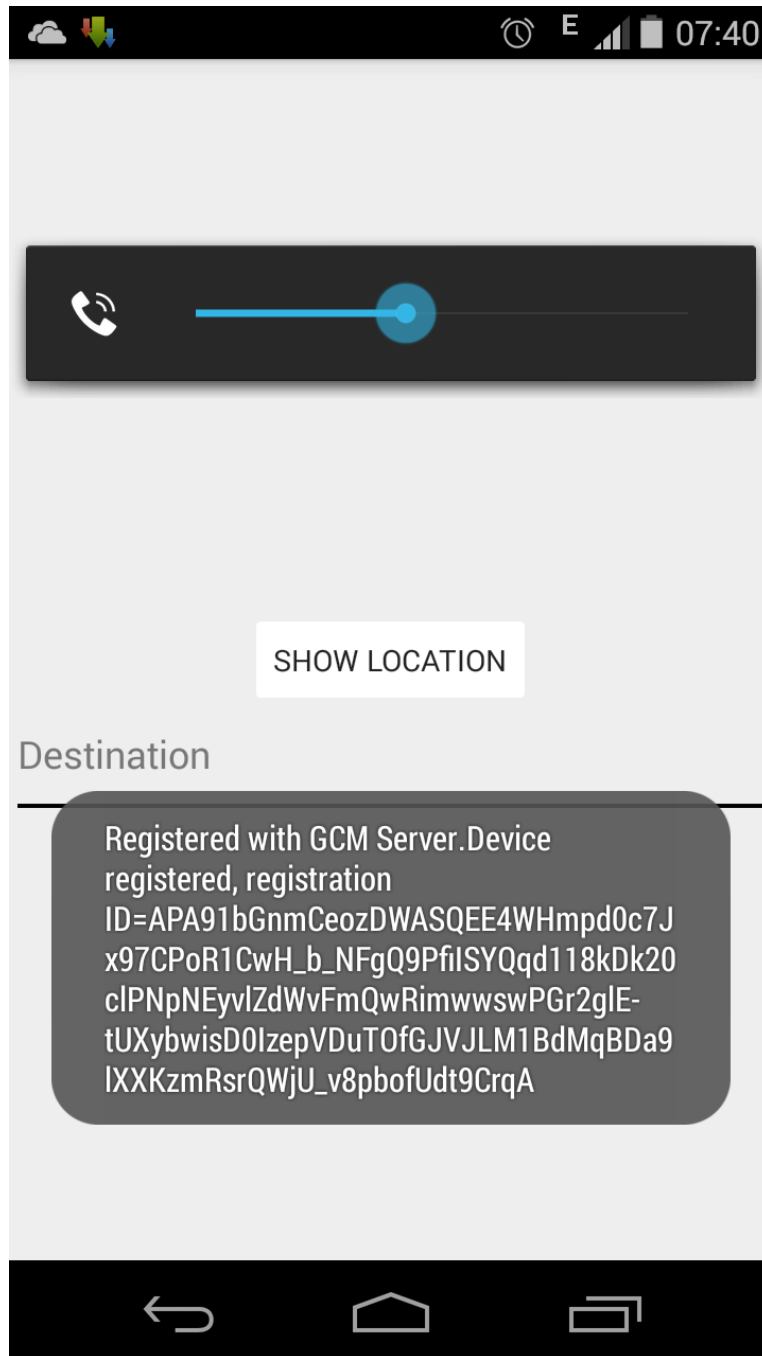 E 07:40
SHOW LOCATION
Destination
Registered with GCM Server.Device
registered, registration
ID=APA91bGnmCeozDWASQEE4WHmpd0c7J
x97CPoR1CwH_b_NFgQ9PfiISYQqd118kDk20
clPNpNEyvlZdWvFmQwRimwwswPGr2glE-
tUXybwisD0IzepVDuTOfGJVJLM1BdMqBDa9
lXXKzmRsrQWjU_v8pbofUdt9CrqA